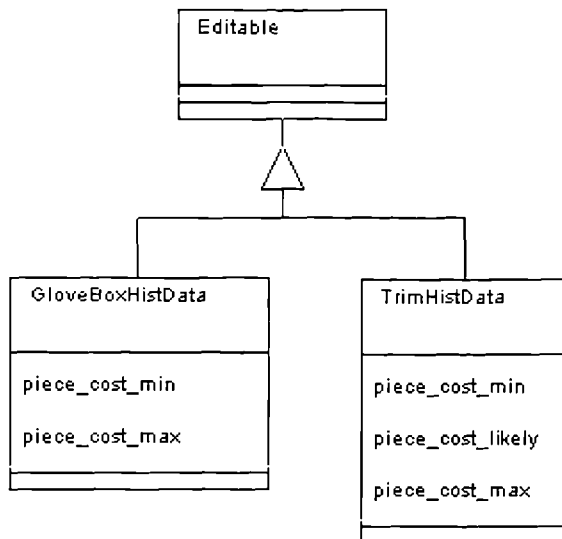 Editable
GloveBoxHistData
piece_cost_min
piece_cost_max
TrimHistData
piece_cost_min
piece_cost_likely
piece_cost_max